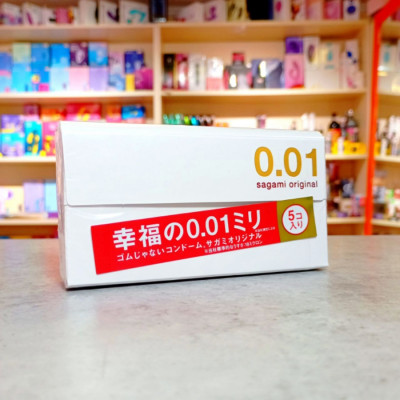 0.01
sagami original
幸福の0.01ミリ
5コ
入り
ゴムじゃないコンドーム、サガミオリジナル